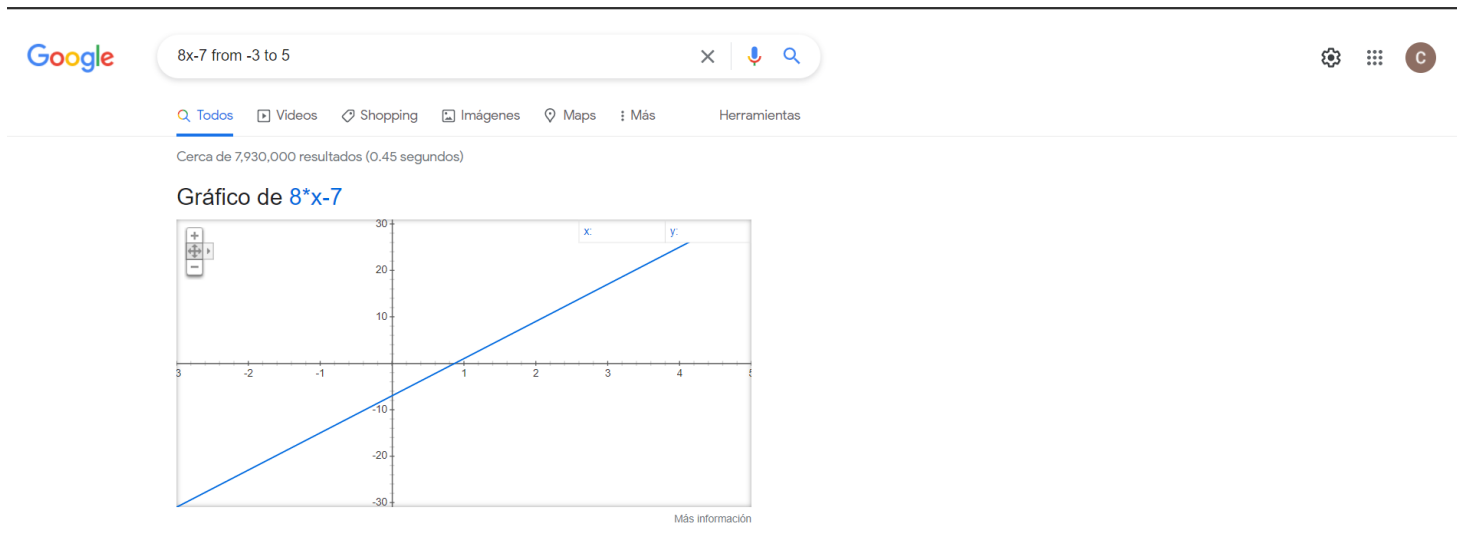 Google
8x-7 from -3 to 5
C
Todos Videos Shopping Imágenes Maps Más Herramientas
Cerca de 7,930,000 resultados (0.45 segundos)
Gráfico de 8*x-7
30
x: y:
20
10
3 -2 -1 1 2 3 4 5
-10
-20
-30
Más información